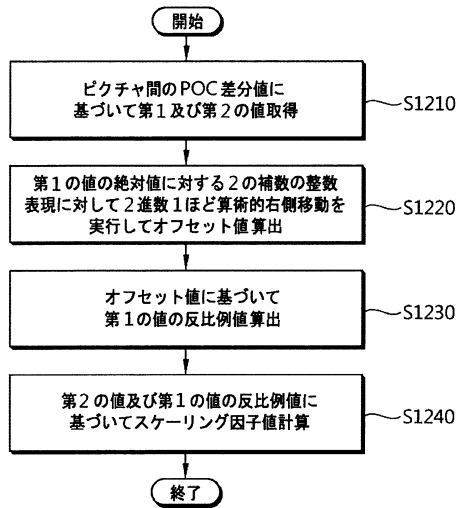 開始
ピクチャ間のPOC差分値に
基づいて第1及び第2の値取得
S1210
第1の値の絶対値に対する2の補数の整数
表現に対して2進数1ほど算術的右側移動を
実行してオフセット値算出
S1220
オフセット値に基づいて
第1の値の反比例値算出
S1230
第2の値及び第1の値の反比例値に
基づいてスケーリング因子値計算
S1240
終了